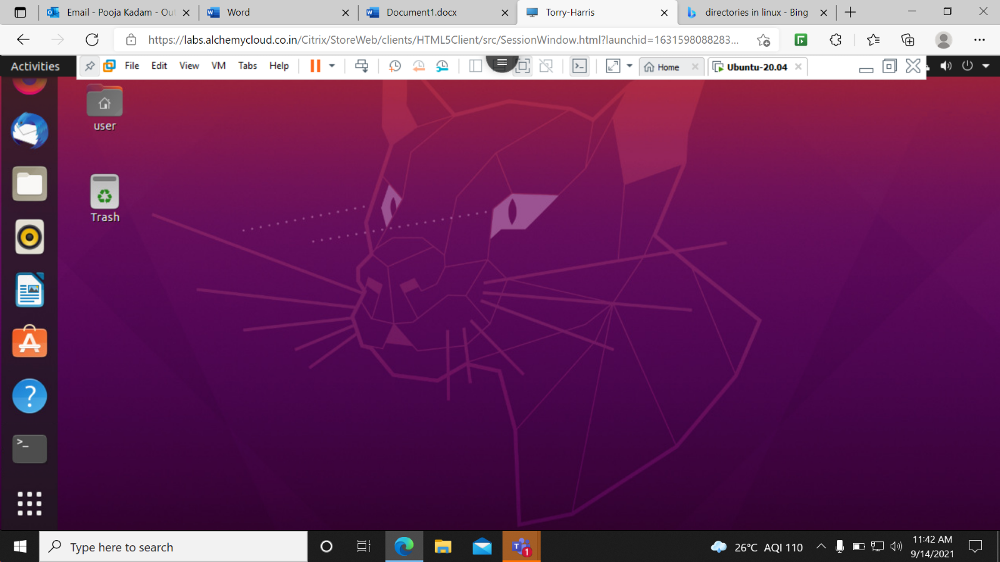 Email - Pooja Kadam - Out
Word
Document1.docx
Torry-Harris
directories in linux - Bing
https://labs.alchemycloud.co.in/Citrix/StoreWeb/clients/HTML5Client/src/SessionWindow.html?launchid=1631598088283...
Activities
File
Edit
View
VM
Tabs
Help
Home
Ubuntu-20.04
user
Trash
Type here to search
26°C AQI 110
11:42 AM
9/14/2021